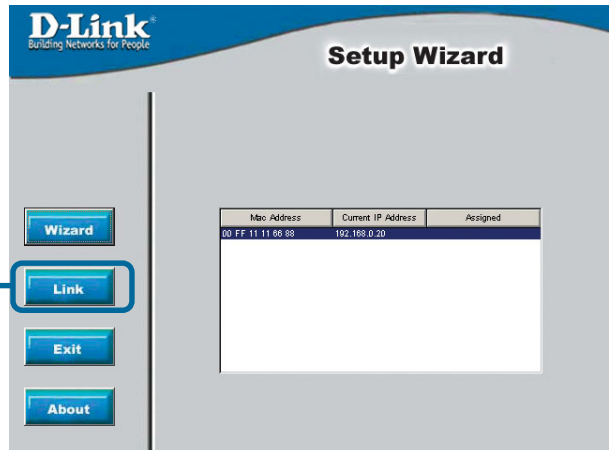 D-Link®
Building Networks for People
Setup Wizard
Mac Address Current IP Address Assigned
00 FF 11 11 66 88 192.168.0.20
Wizard
Link
Exit
About